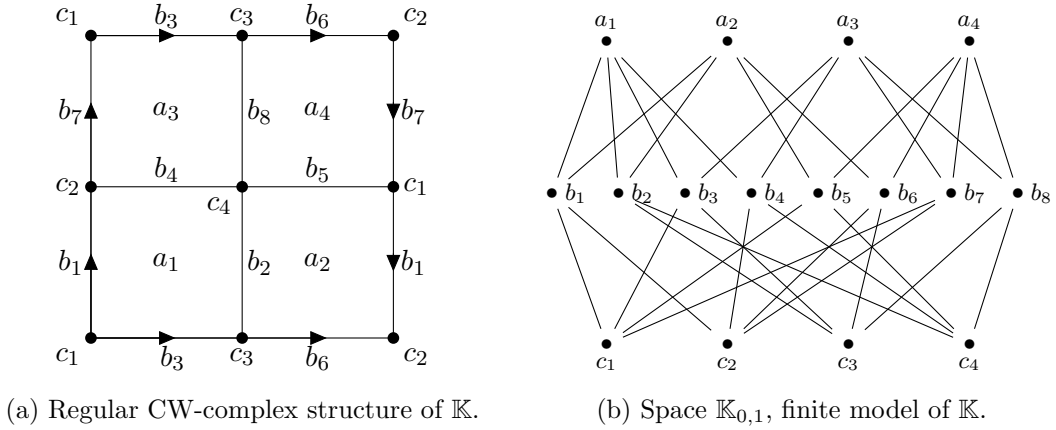 c₁ b₃ c₃ b₆ c₂
b₇ a₃ b₈ a₄ b₇
c₂ b₄ b₅ c₁
c₄
b₁ a₁ b₂ a₂ b₁
c₁ b₃ c₃ b₆ c₂
(a) Regular CW-complex structure of 𝕂.
a₁ a₂ a₃ a₄
b₁ b₂ b₃ b₄ b₅ b₆ b₇ b₈
c₁ c₂ c₃ c₄
(b) Space 𝕂₀,₁, finite model of 𝕂.